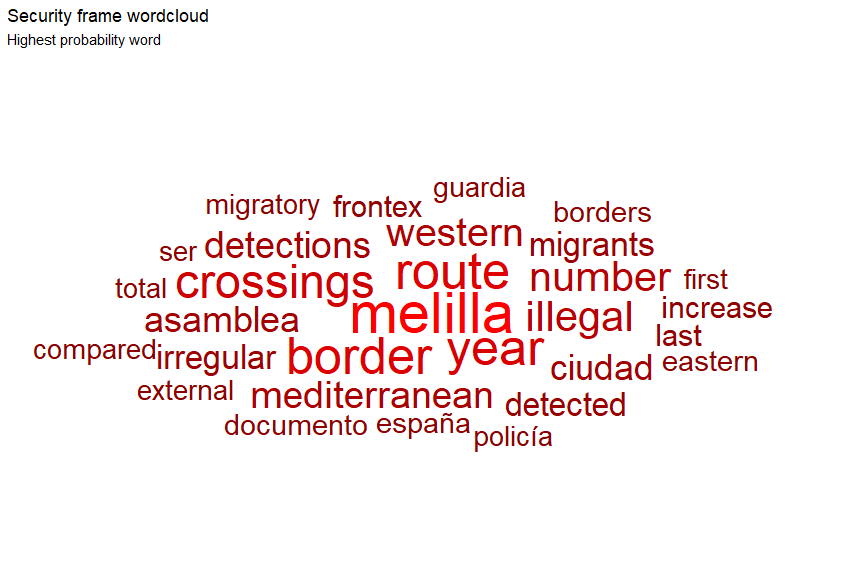 Security frame wordcloud
Highest probability word
guardia
migratory frontex borders
western
ser detections migrants
crossings route number first
total melilla increase
asamblea illegal last
compared irregular border year ciudad eastern
external mediterranean detected
documento españa policía